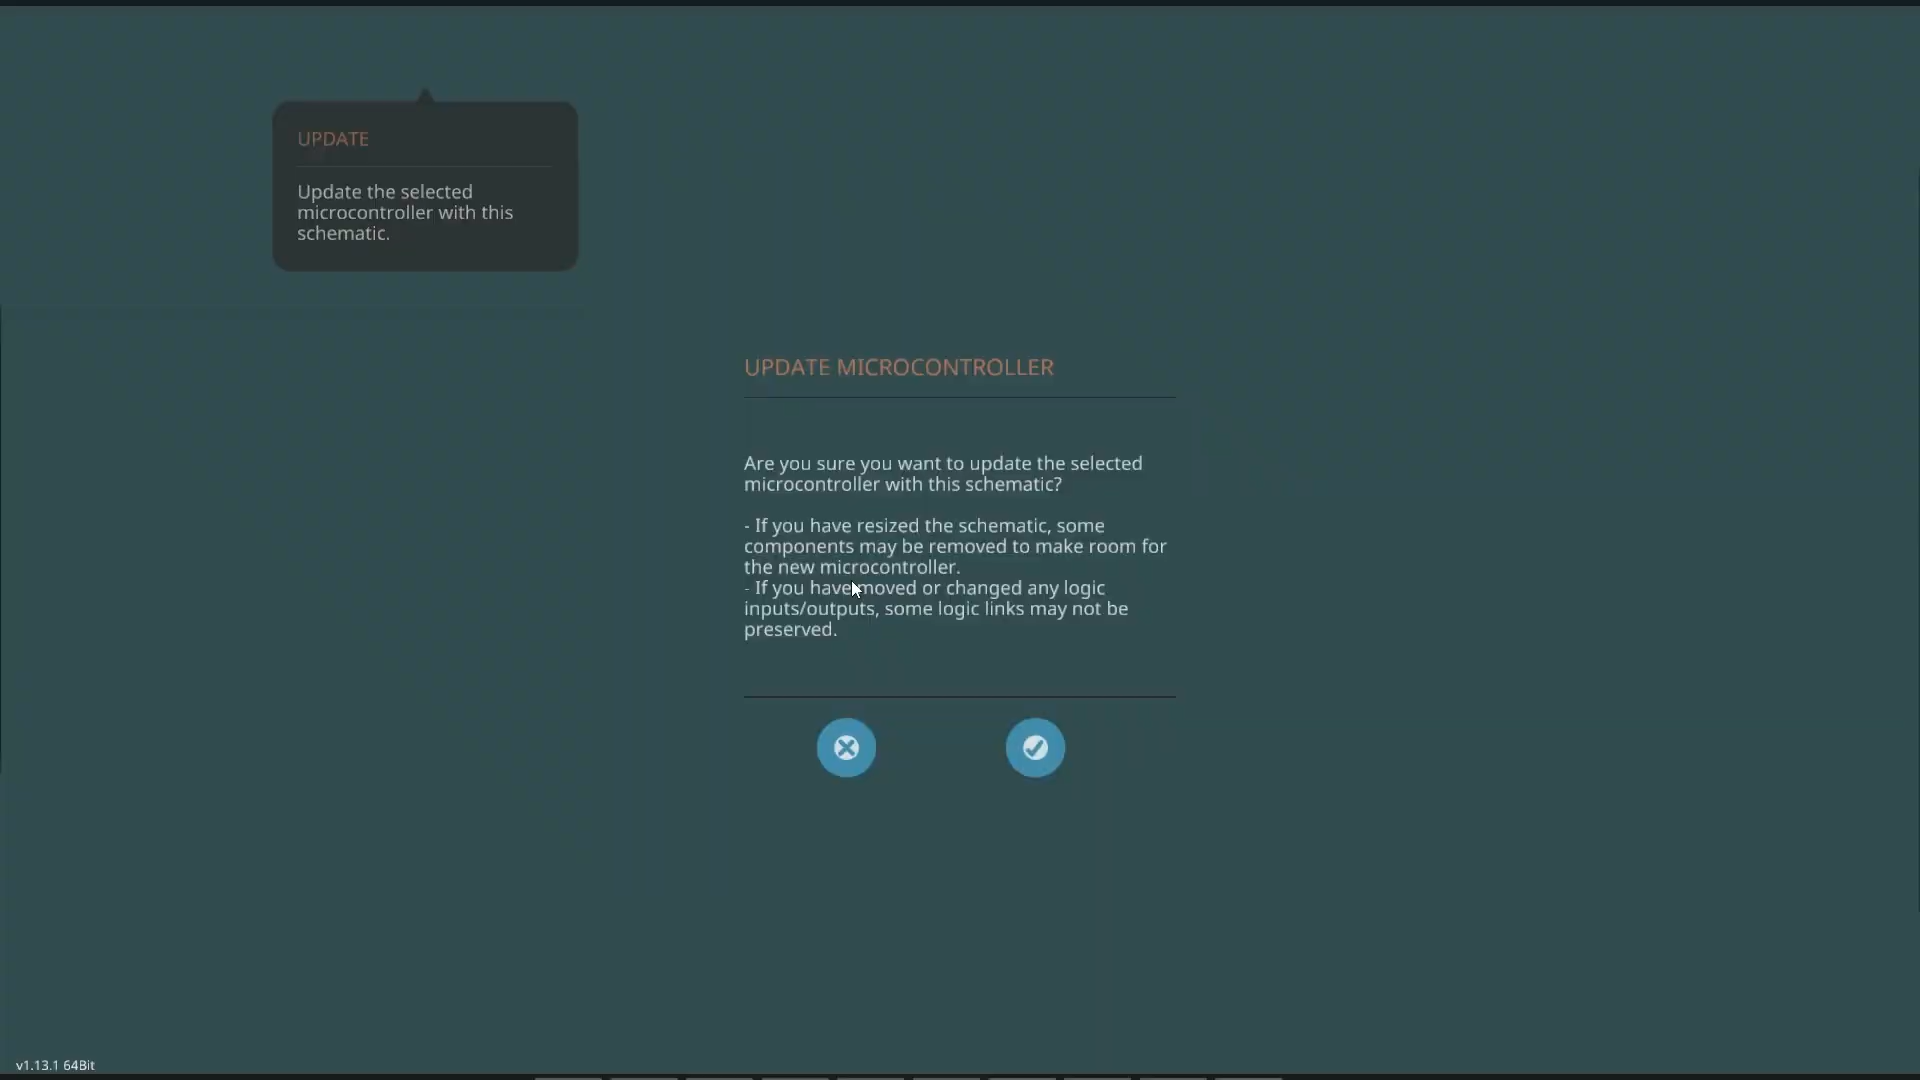 UPDATE
Update the selected
microcontroller with this
schematic.
UPDATE MICROCONTROLLER
Are you sure you want to update the selected
microcontroller with this schematic?
- If you have resized the schematic, some
components may be removed to make room for
the new microcontroller.
- If you have moved or changed any logic
inputs/outputs, some logic links may not be
preserved.
v1.13.1 64Bit